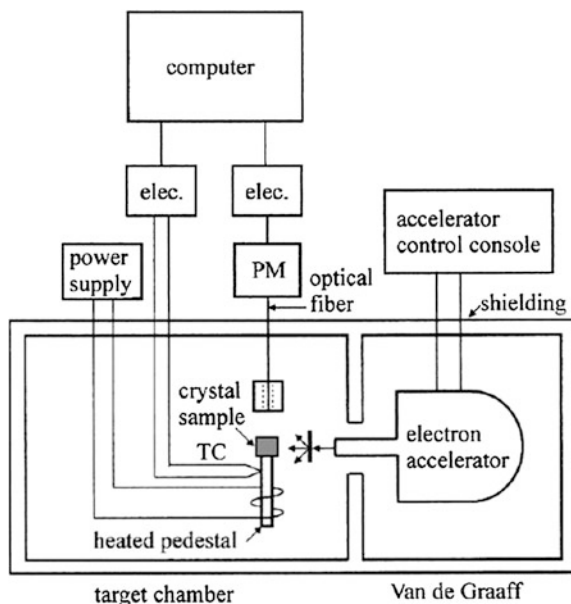 computer
elec.
elec.
accelerator
control console
power
supply
PM
optical
fiber
shielding
crystal
sample
TC
electron
accelerator
heated pedestal
target chamber
Van de Graaff